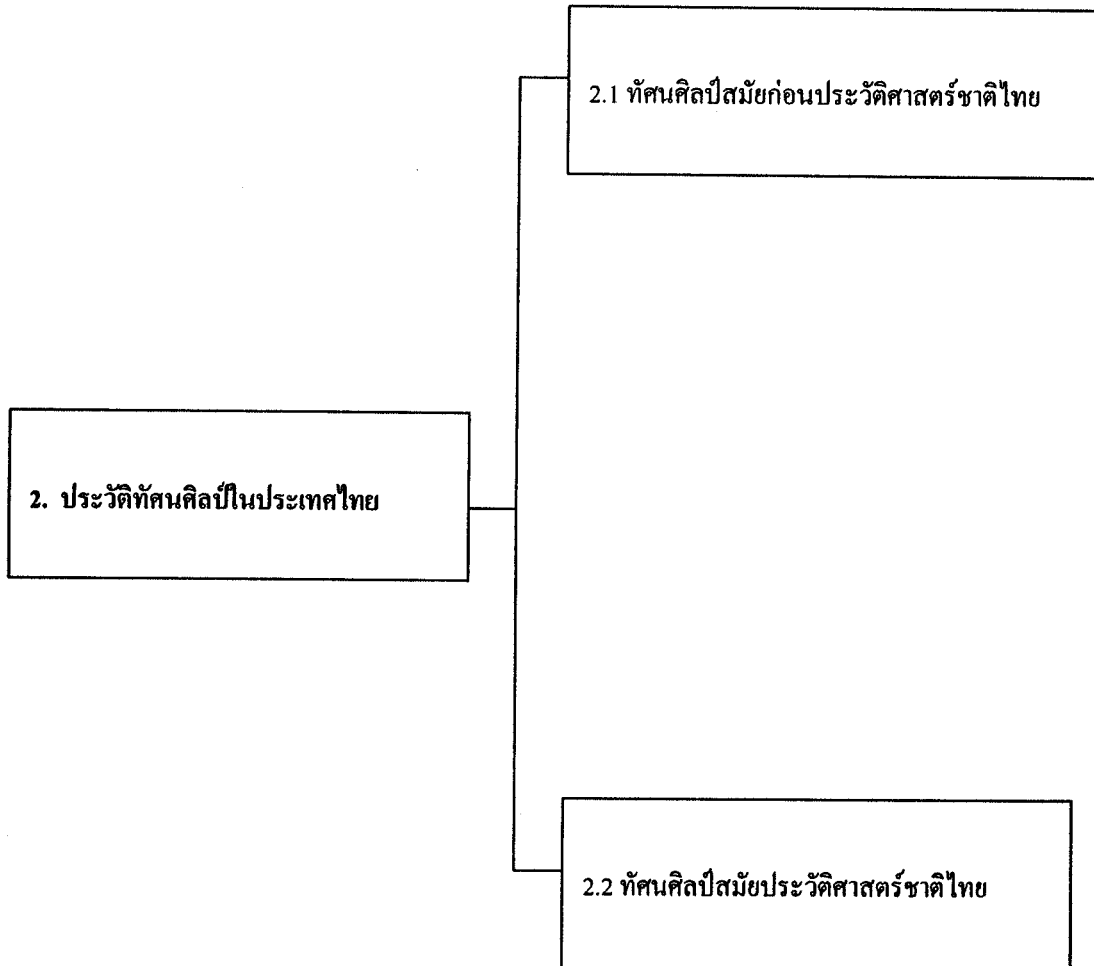 2.1 ทัศนศิลป์สมัยก่อนประวัติศาสตร์ชาติไทย
2. ประวัติทัศนศิลป์ในประเทศไทย
2.2 ทัศนศิลป์สมัยประวัติศาสตร์ชาติไทย